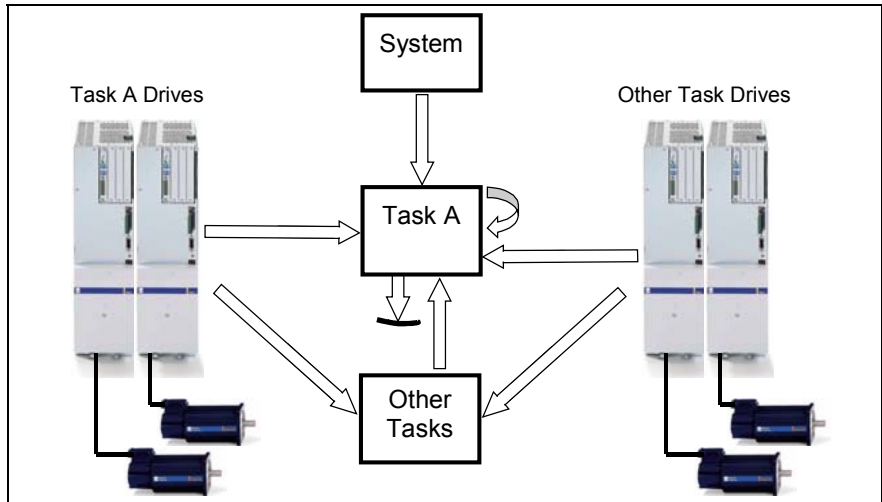 System
Task A Drives
Other Task Drives
Task A
Other
Tasks